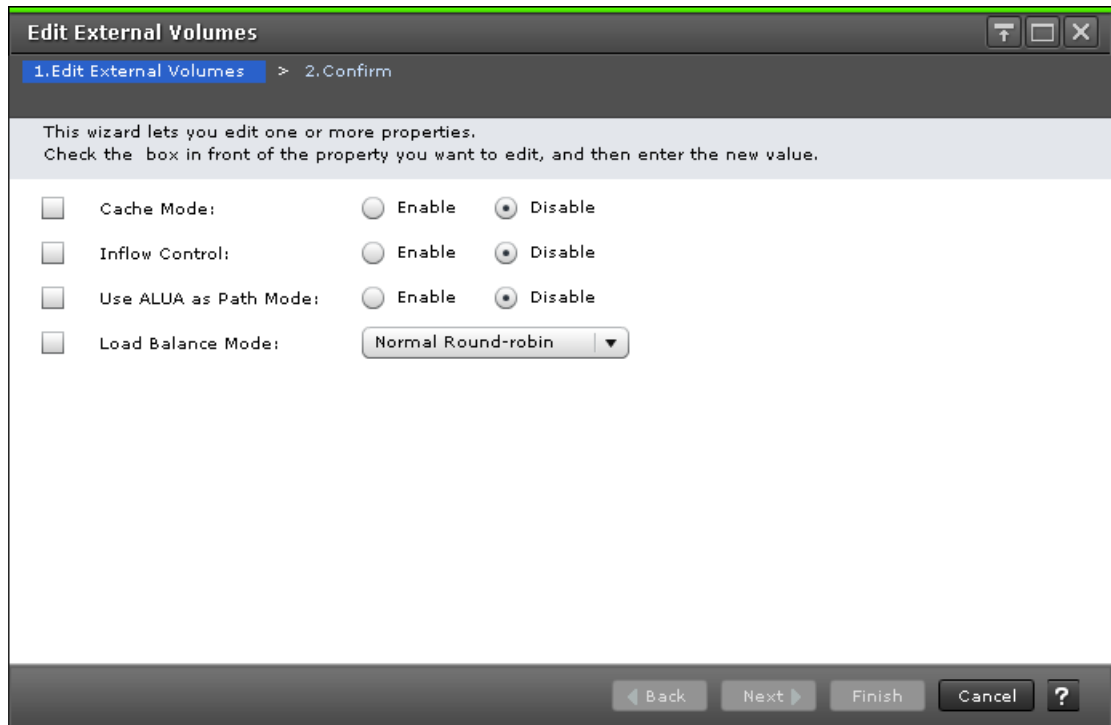 Edit External Volumes
1.Edit External Volumes > 2.Confirm
This wizard lets you edit one or more properties.
Check the box in front of the property you want to edit, and then enter the new value.
Cache Mode: Enable Disable
Inflow Control: Enable Disable
Use ALUA as Path Mode: Enable Disable
Load Balance Mode: Normal Round-robin
Back Next Finish Cancel ?